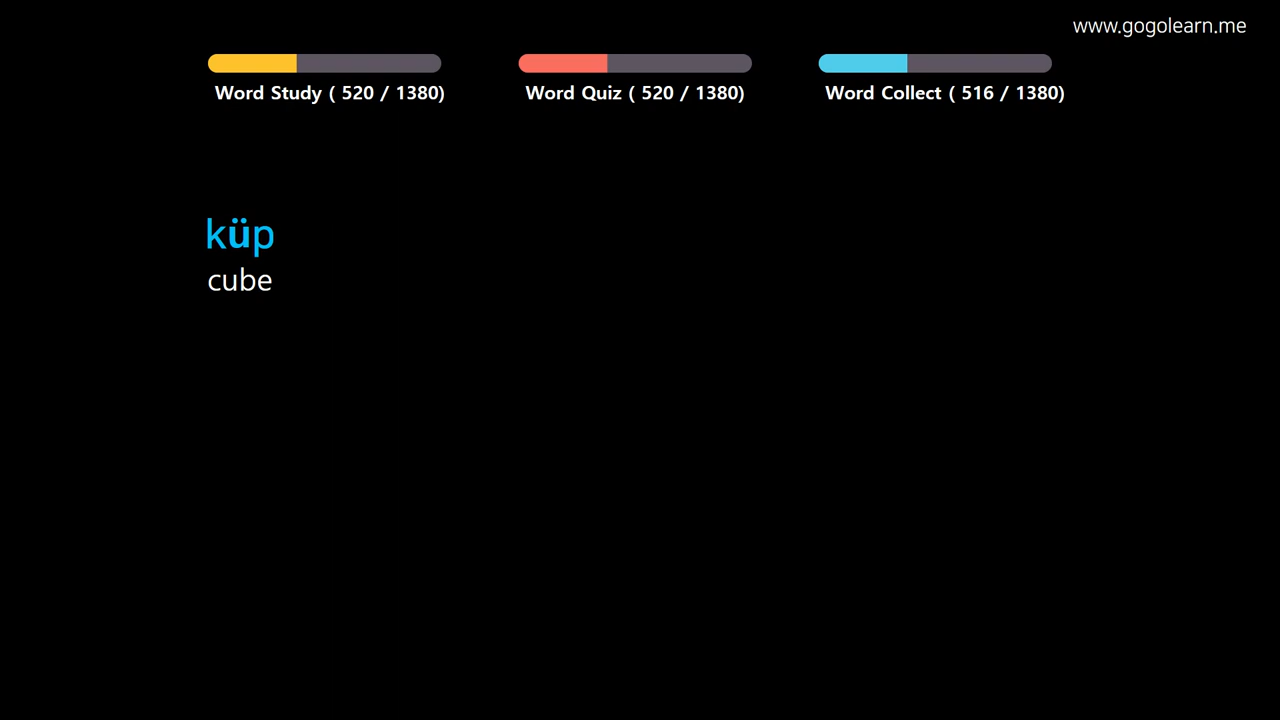 www.gogolearn.me
Word Study ( 520 / 1380)
Word Quiz ( 520 / 1380)
Word Collect ( 516 / 1380)
küp
cube